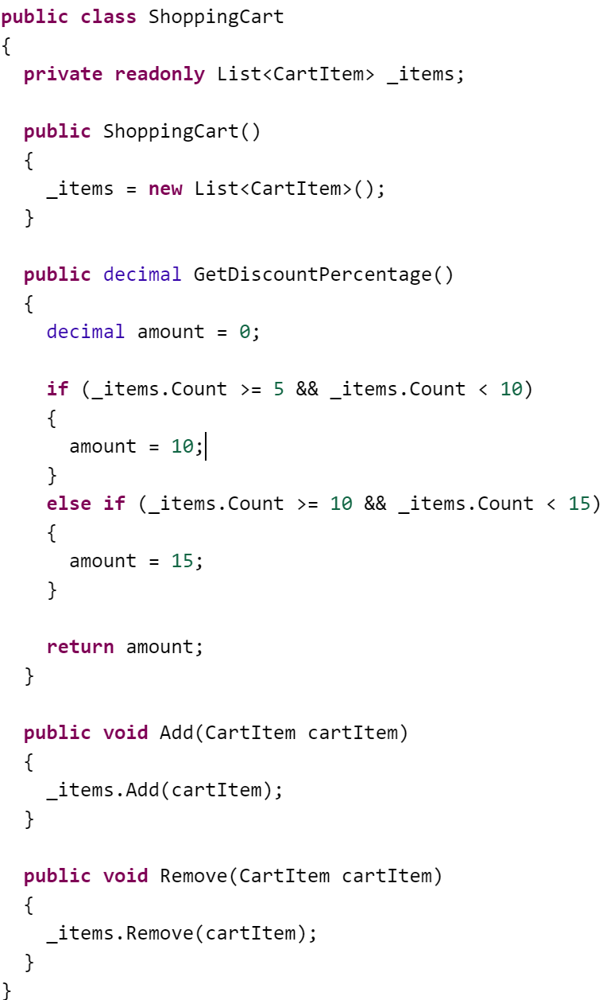 public class ShoppingCart
{
  private readonly List<CartItem> _items;

  public ShoppingCart()
  {
    _items = new List<CartItem>();
  }

  public decimal GetDiscountPercentage()
  {
    decimal amount = 0;

    if (_items.Count >= 5 && _items.Count < 10)
    {
      amount = 10;
    }
    else if (_items.Count >= 10 && _items.Count < 15)
    {
      amount = 15;
    }

    return amount;
  }

  public void Add(CartItem cartItem)
  {
    _items.Add(cartItem);
  }

  public void Remove(CartItem cartItem)
  {
    _items.Remove(cartItem);
  }
}